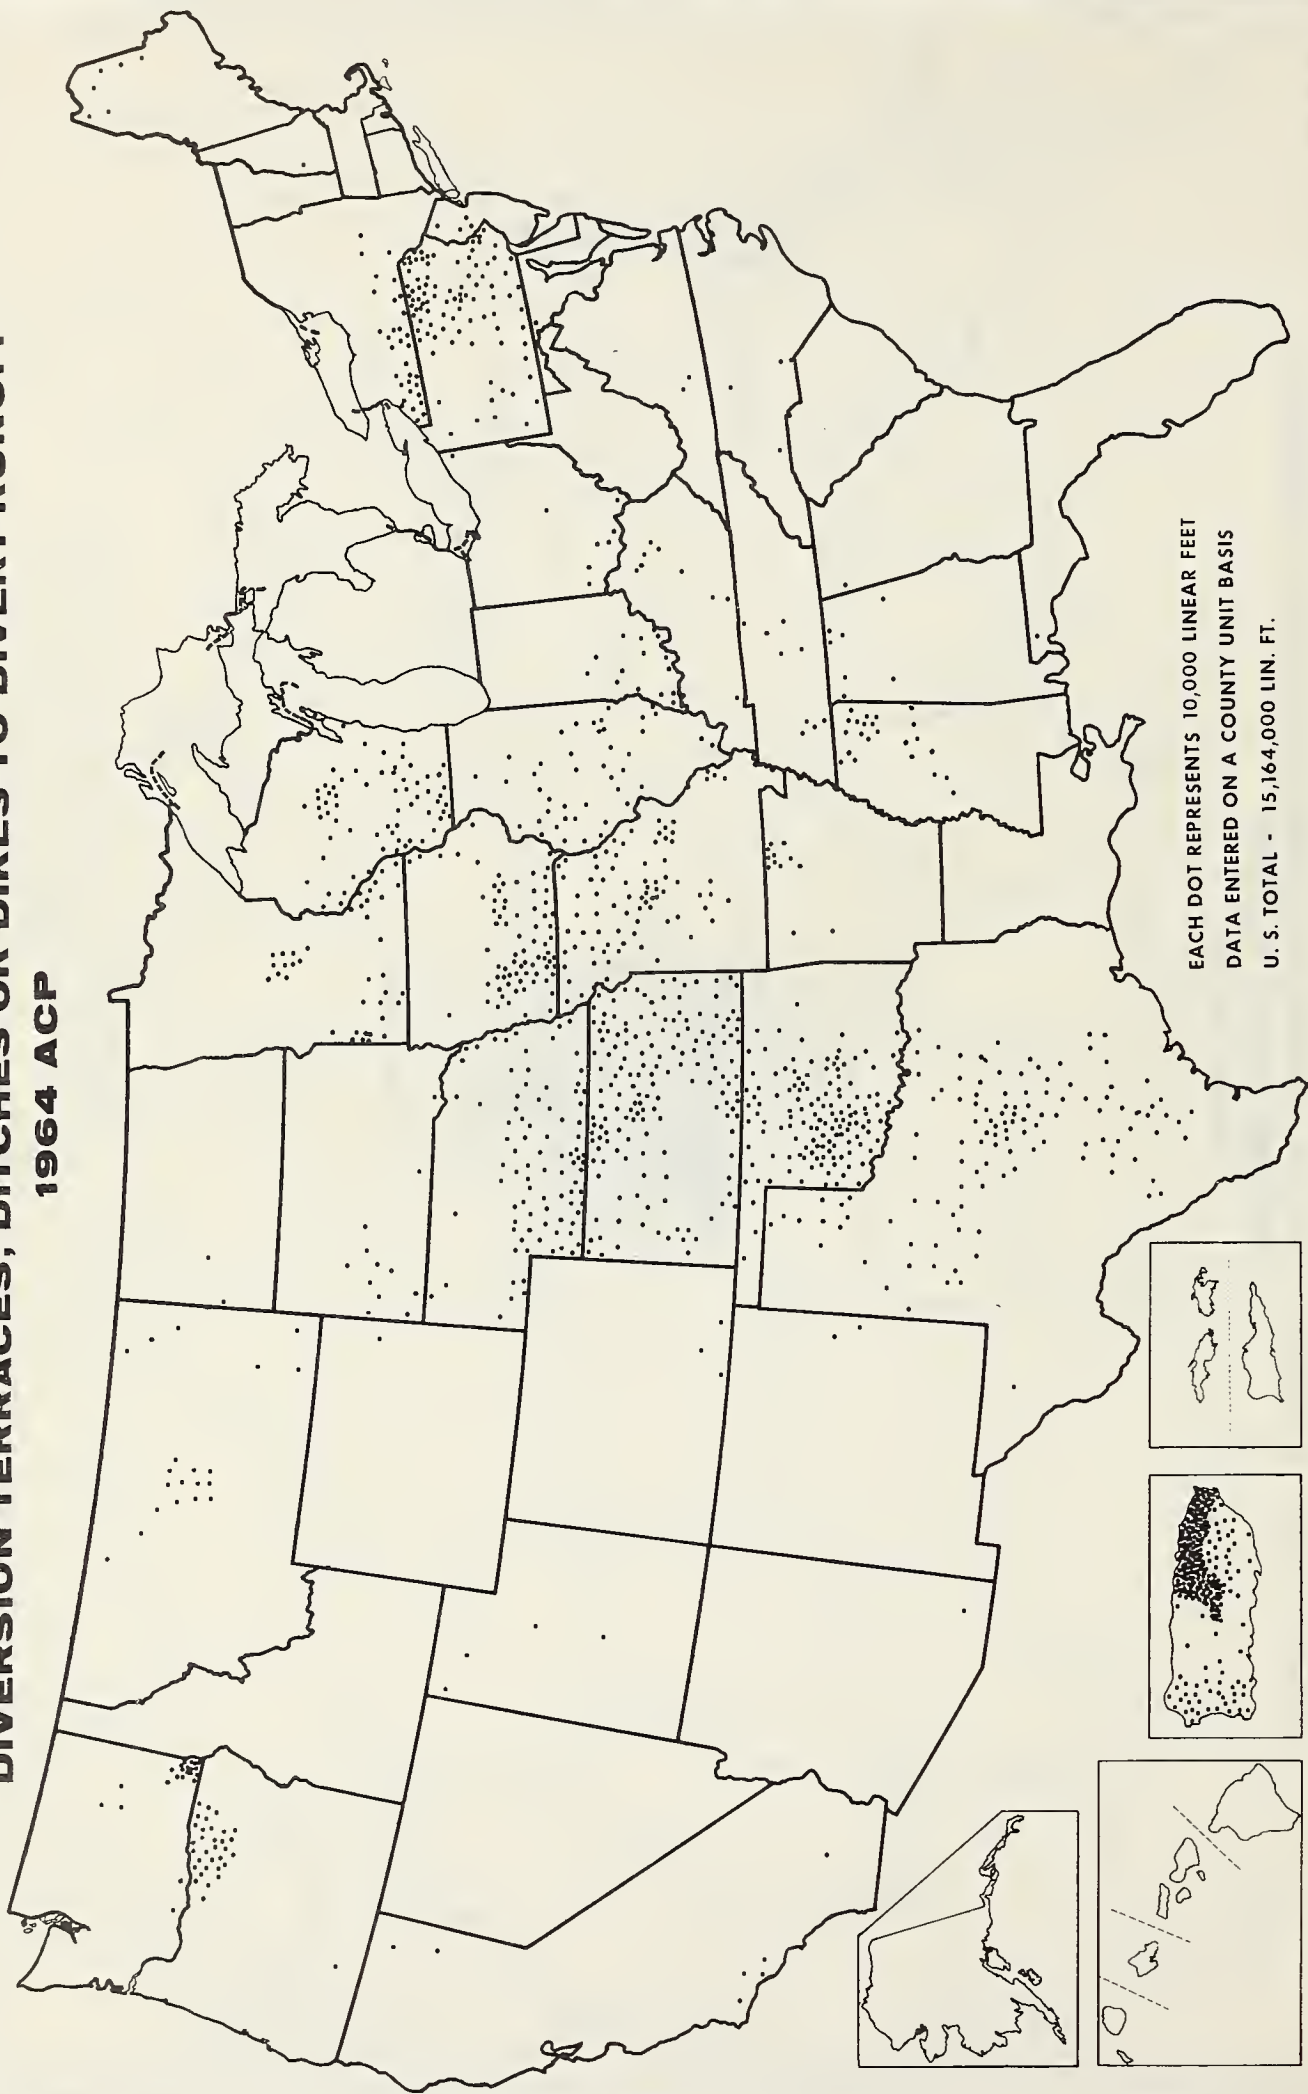 DIVERSION TERRACES, DITCHES OR DIKES TO DIVERT RUNOFF
1964 ACP
EACH DOT REPRESENTS 10,000 LINEAR FEET
DATA ENTERED ON A COUNTY UNIT BASIS
U. S. TOTAL - 15,164,000 LIN. FT.